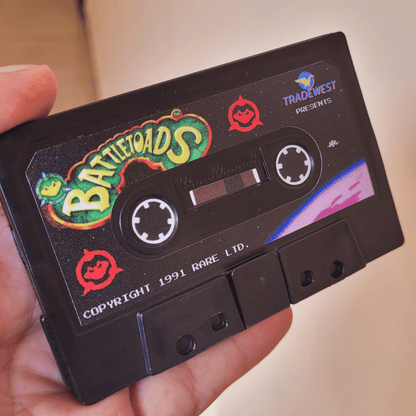 BATTLETOADS
TRADEWEST
PRESENTS
COPYRIGHT 1991 RARE LTD.